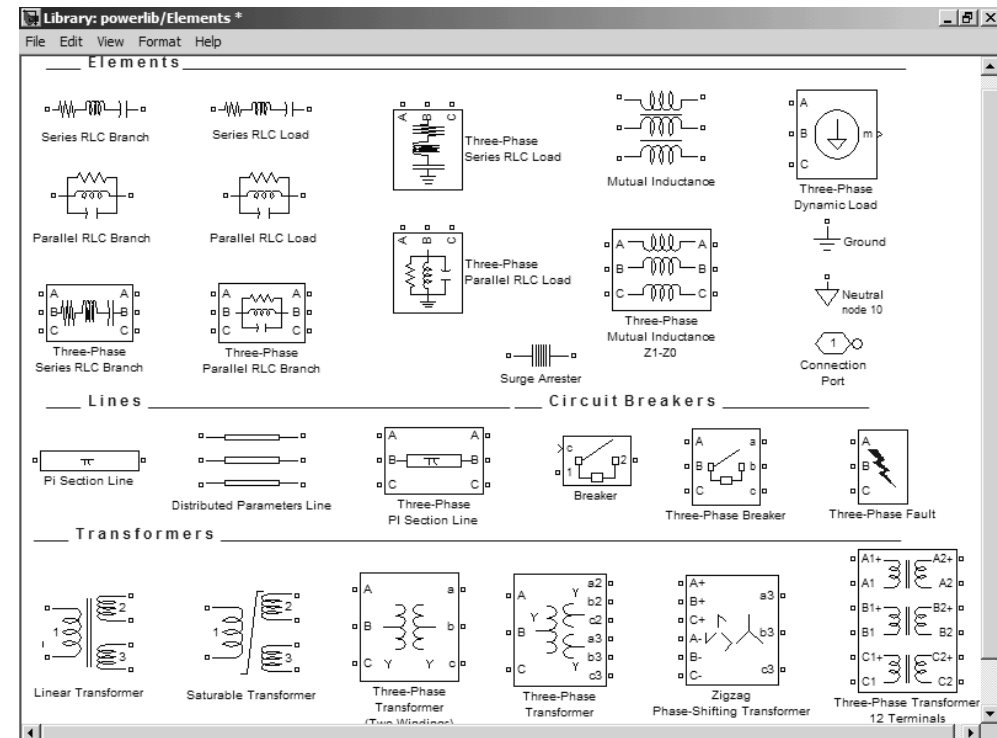 Library: powerlib/Elements *
File Edit View Format Help
Elements
Series RLC Branch
Series RLC Load
A B C
Three-Phase
Series RLC Load
Mutual Inductance
A
B
C
m
Three-Phase
Dynamic Load
Parallel RLC Branch
Parallel RLC Load
A B C
Three-Phase
Parallel RLC Load
A A
B B
C C
Three-Phase
Mutual Inductance
Z1-Z0
Ground
Neutral
node 10
1
Connection
Port
A A
B B
C C
Three-Phase
Series RLC Branch
A A
B B
C C
Three-Phase
Parallel RLC Branch
Surge Arrester
Lines
Circuit Breakers
π
Pi Section Line
Distributed Parameters Line
A A
B π B
C C
Three-Phase
PI Section Line
c
1 2
Breaker
A a
B b
C c
Three-Phase Breaker
A
B
C
Three-Phase Fault
Transformers
1 2
3
Linear Transformer
1 2
3
Saturable Transformer
A a
B b
C Y Y c
Three-Phase
Transformer
(Two Windings)
A Y a2
Y b2
B c2
a3
Y b3
C c3
Three-Phase
Transformer
A+
B+ a3
C+
A- b3
B-
C- c3
Zigzag
Phase-Shifting Transformer
A1+ A2+
A1 A2
B1+ B2+
B1 B2
C1+ C2+
C1 C2
Three-Phase Transformer
12 Terminals